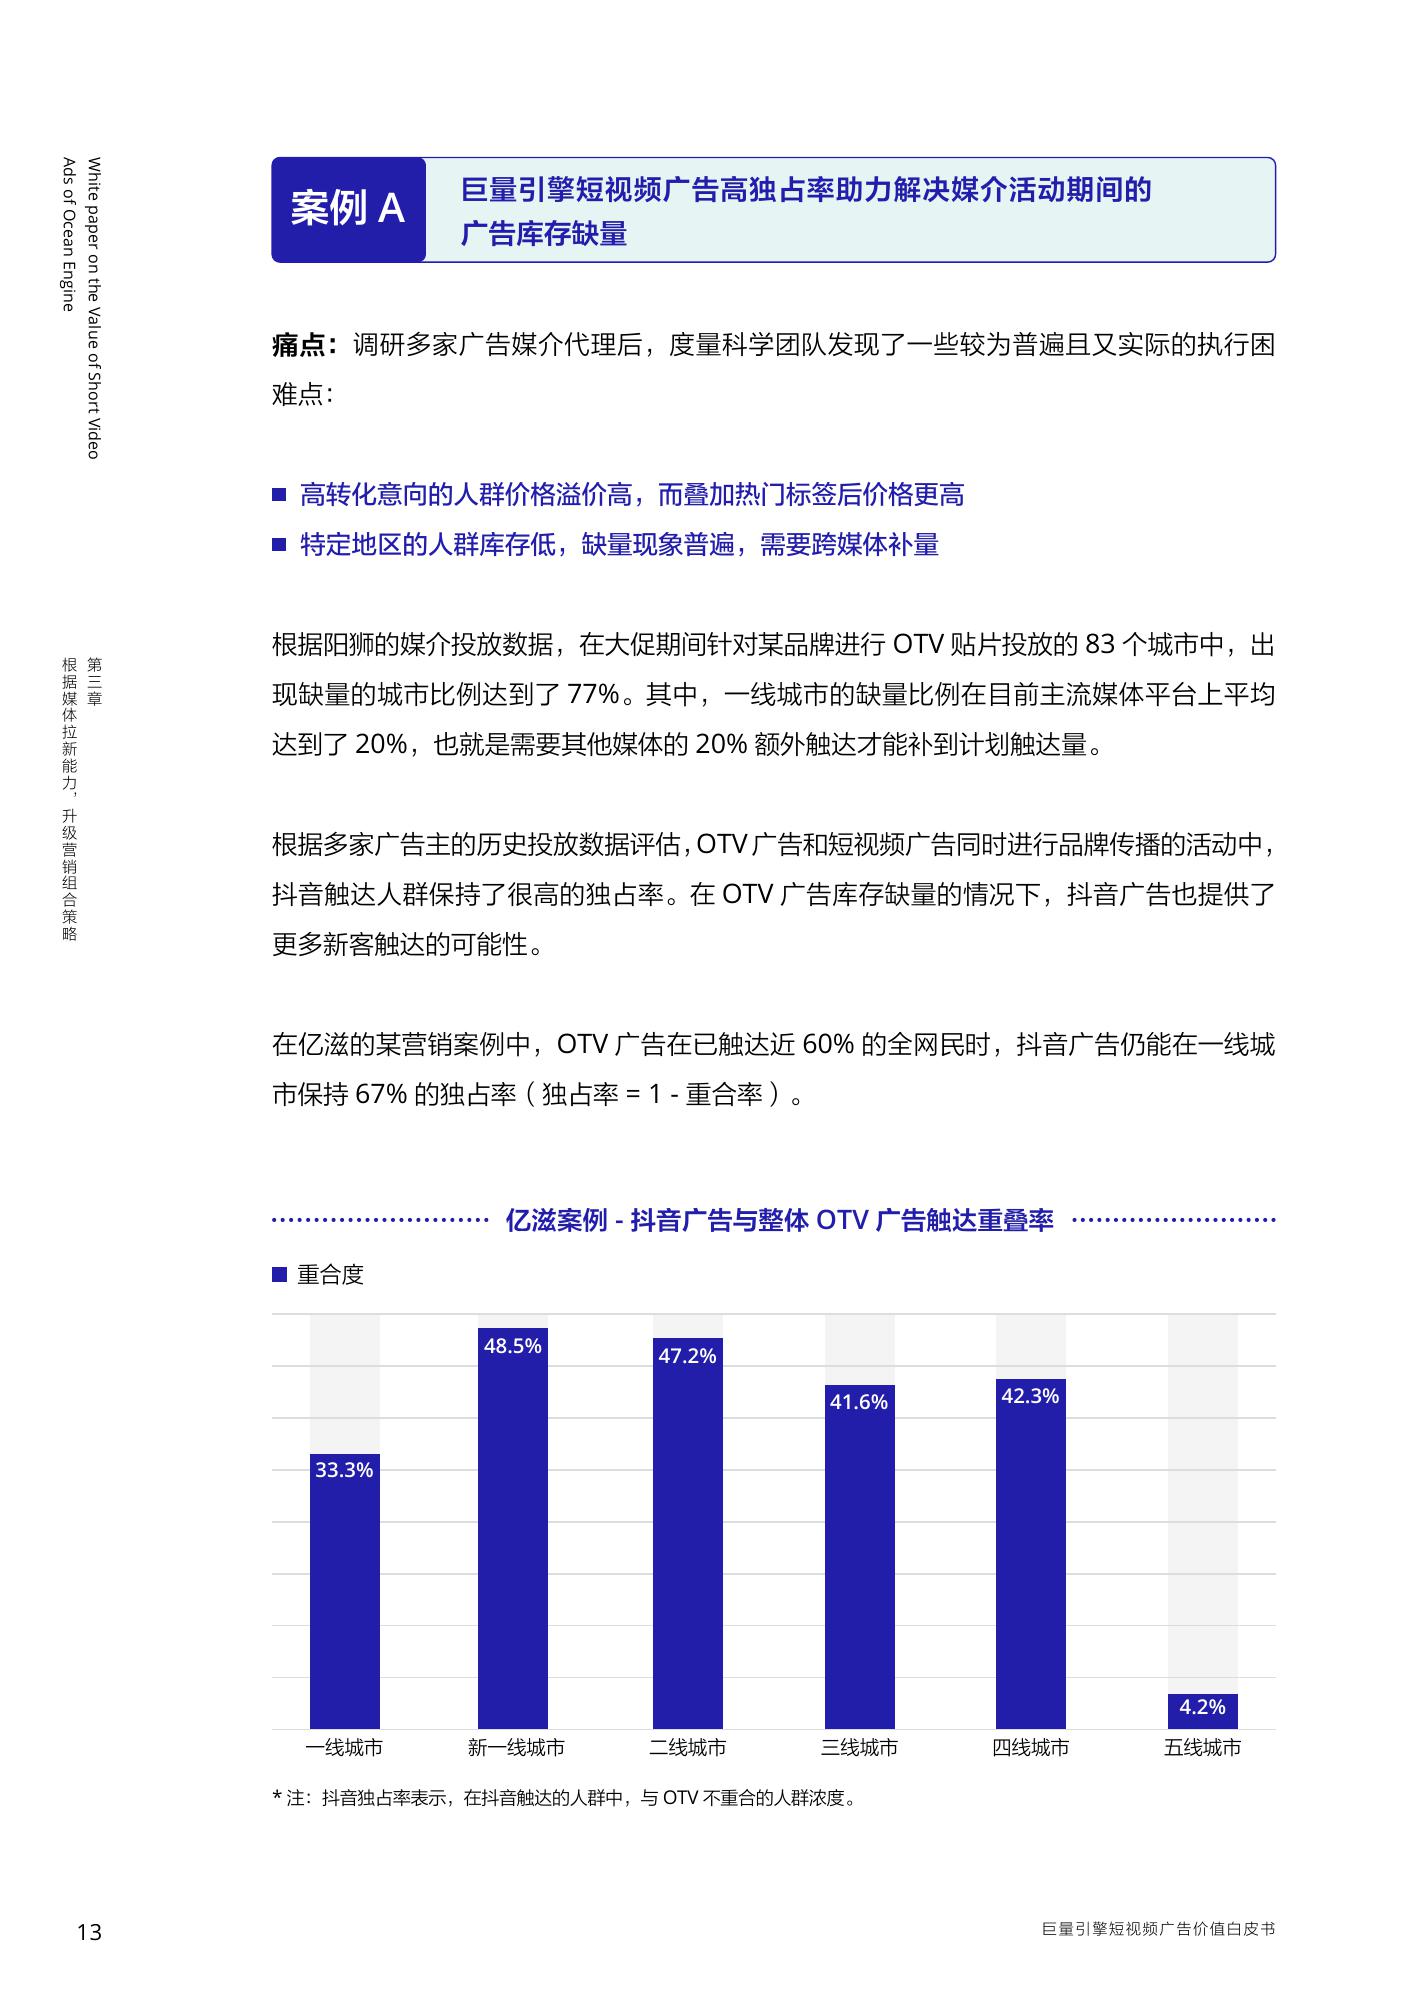 White paper on the Value of Short Video
Ads of Ocean Engine
第三章
根据媒体拉新能力，升级营销组合策略
案例 A
巨量引擎短视频广告高独占率助力解决媒介活动期间的
广告库存缺量
痛点：调研多家广告媒介代理后，度量科学团队发现了一些较为普遍且又实际的执行困
难点：
高转化意向的人群价格溢价高，而叠加热门标签后价格更高
特定地区的人群库存低，缺量现象普遍，需要跨媒体补量
根据阳狮的媒介投放数据，在大促期间针对某品牌进行 OTV 贴片投放的 83 个城市中，出
现缺量的城市比例达到了 77%。其中，一线城市的缺量比例在目前主流媒体平台上平均
达到了 20%，也就是需要其他媒体的 20% 额外触达才能补到计划触达量。
根据多家广告主的历史投放数据评估，OTV 广告和短视频广告同时进行品牌传播的活动中，
抖音触达人群保持了很高的独占率。在 OTV 广告库存缺量的情况下，抖音广告也提供了
更多新客触达的可能性。
在亿滋的某营销案例中，OTV 广告在已触达近 60% 的全网民时，抖音广告仍能在一线城
市保持 67% 的独占率（ 独占率 = 1 - 重合率 ）。
亿滋案例 - 抖音广告与整体 OTV 广告触达重叠率
重合度
33.3%
48.5%
47.2%
41.6%
42.3%
4.2%
一线城市
新一线城市
二线城市
三线城市
四线城市
五线城市
* 注：抖音独占率表示，在抖音触达的人群中，与 OTV 不重合的人群浓度。
13
巨量引擎短视频广告价值白皮书